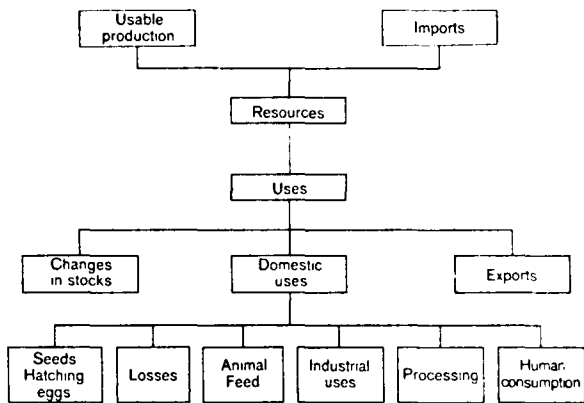 Usable
production
Imports
Resources
Uses
Changes
in stocks
Domestic
uses
Exports
Seeds
Hatching
eggs
Losses
Animal
Feed
Industrial
uses
Processing
Human
consumption